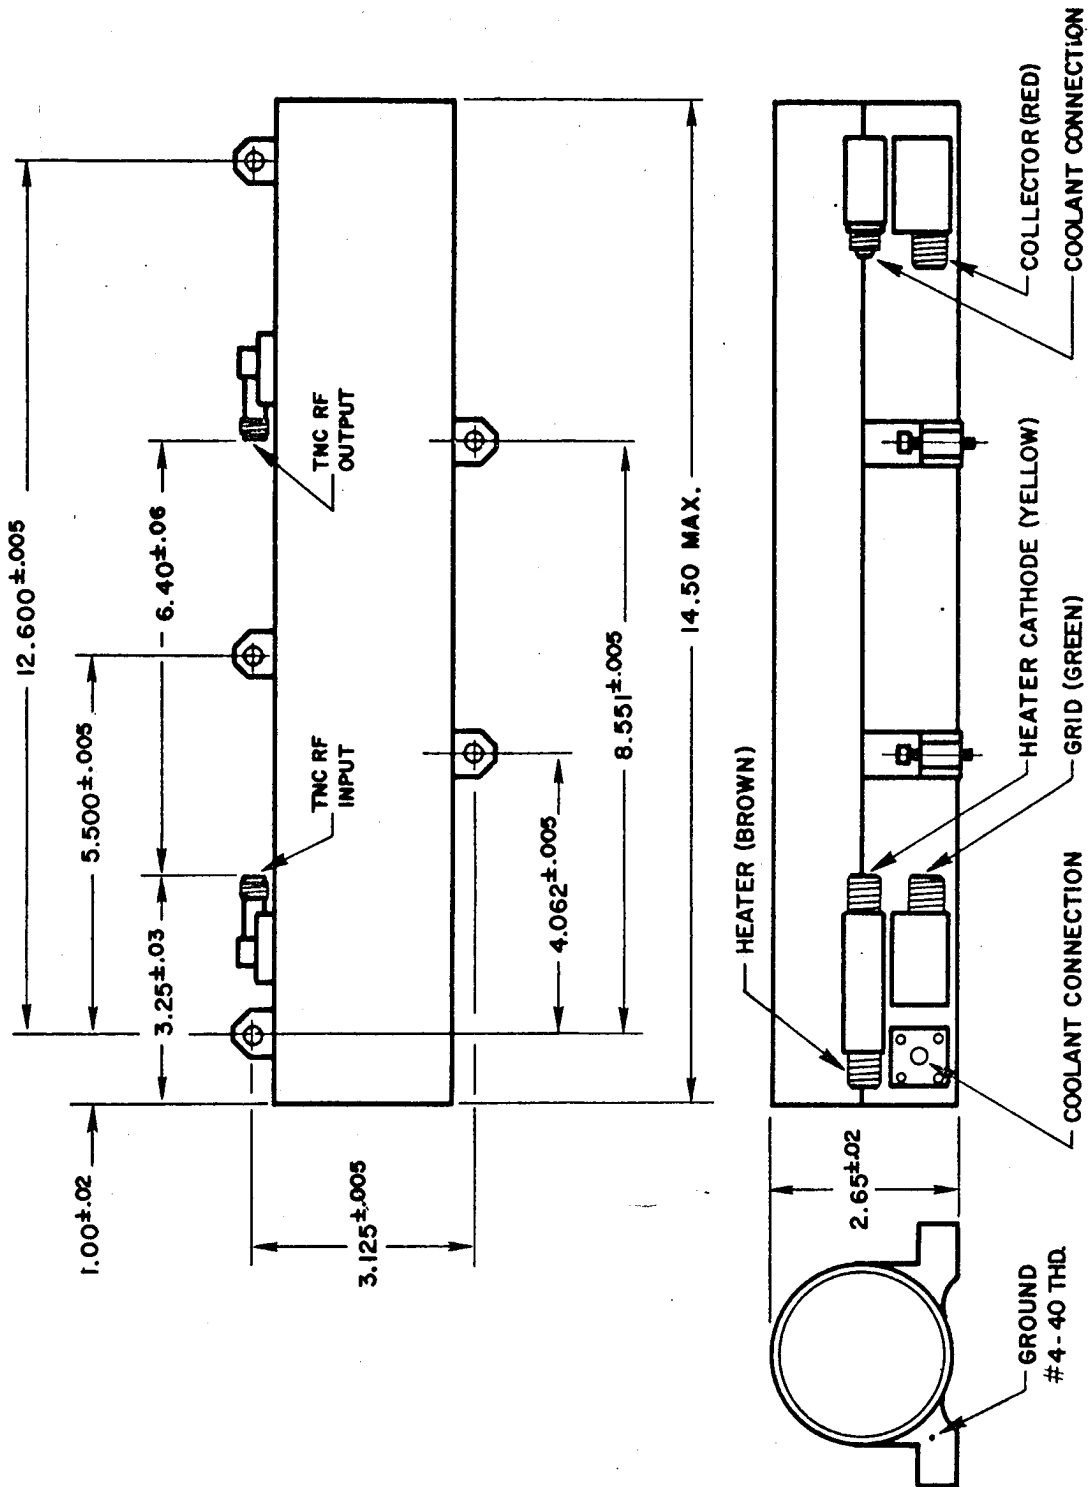 12.600±.005
5.500±.005
6.40±.06
3.25±.03
1.00±.02
TNC RF
INPUT
TNC RF
OUTPUT
3.125±.005
4.062±.005
8.551±.005
14.50 MAX.
HEATER (BROWN)
2.65±.02
COLLECTOR (RED)
COOLANT CONNECTION
HEATER CATHODE (YELLOW)
GRID (GREEN)
COOLANT CONNECTION
GROUND
#4-40 THD.